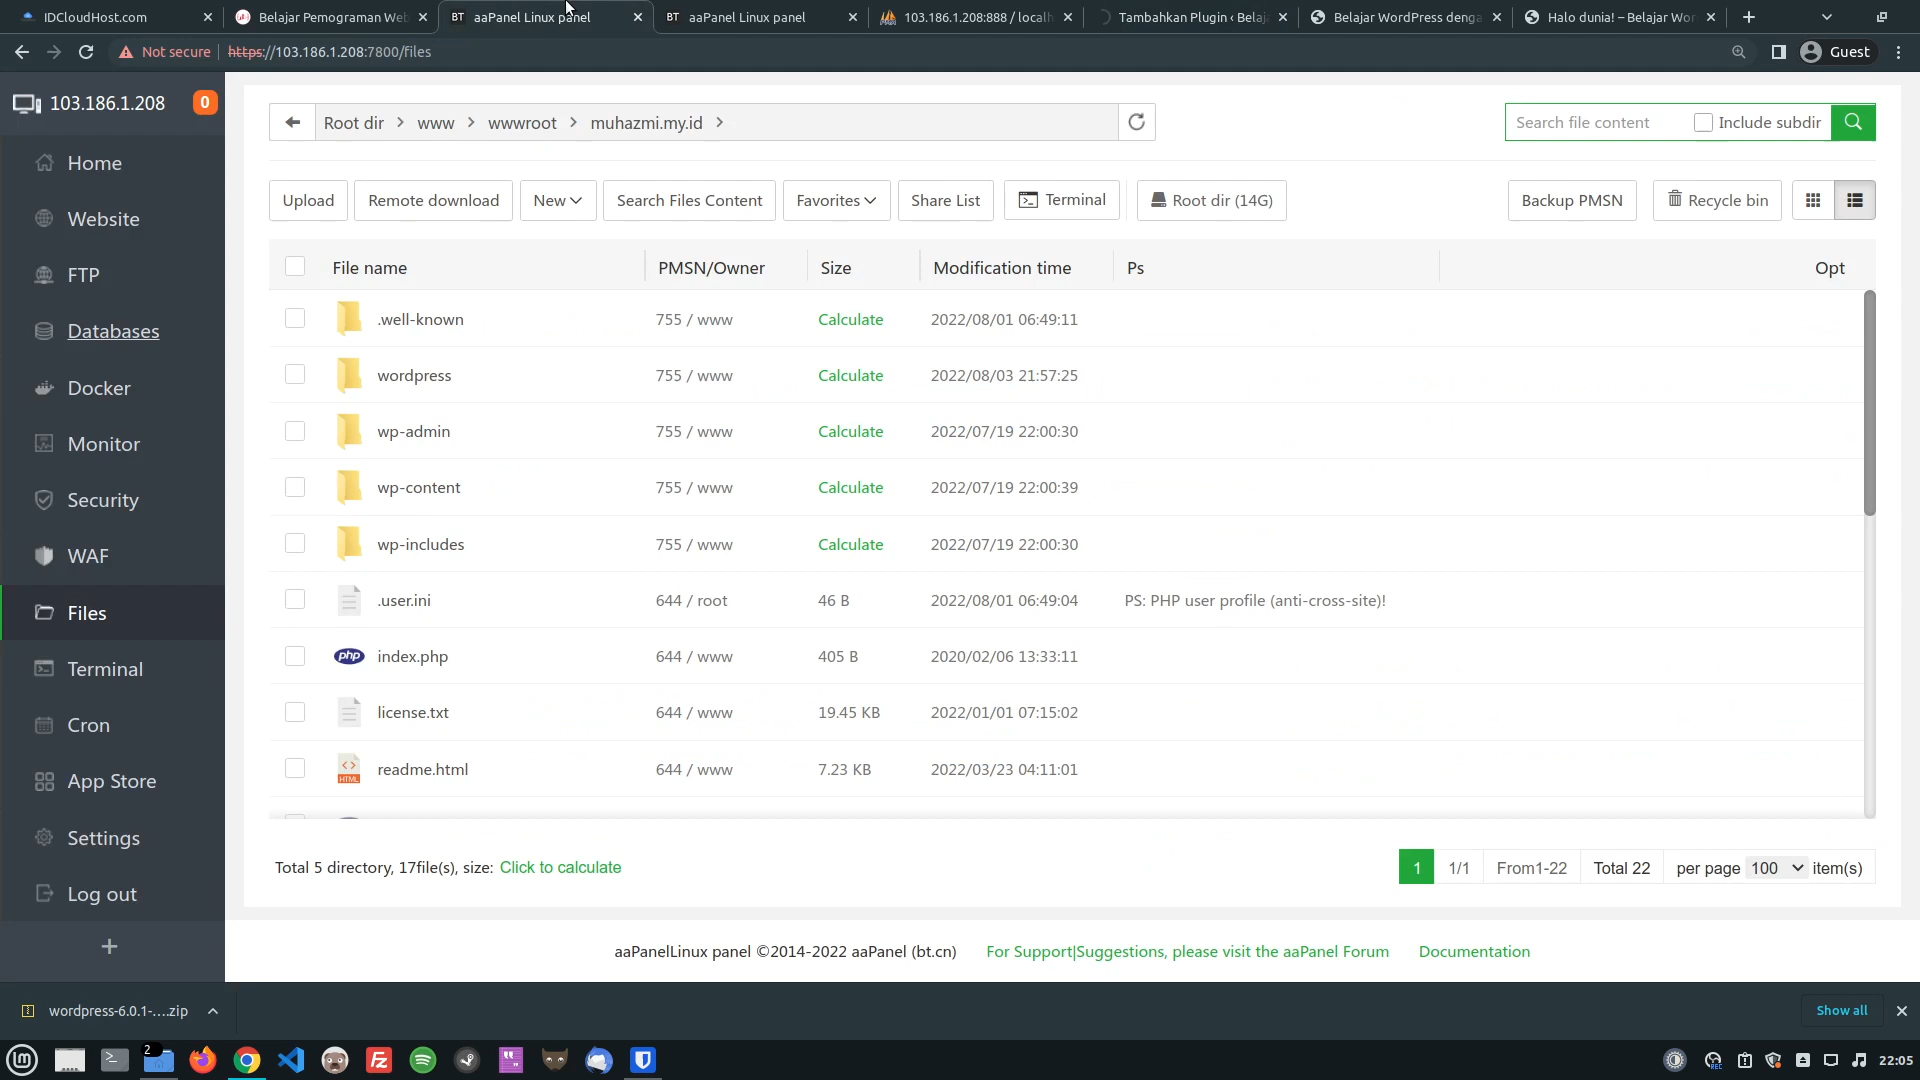 IDCloudHost.com
Belajar Pemograman Web
BT aaPanel Linux panel
BT aaPanel Linux panel
103.186.1.208:888 / localh
Tambahkan Plugin ‹ Belaja
Belajar WordPress denga
Halo dunia! – Belajar Wor
Not secure
https://103.186.1.208:7800/files
Guest
103.186.1.208
0
Home
Website
FTP
Databases
Docker
Monitor
Security
WAF
Files
Terminal
Cron
App Store
Settings
Log out
Root dir > www > wwwroot > muhazmi.my.id >
Search file content
Include subdir
Upload
Remote download
New
Search Files Content
Favorites
Share List
Terminal
Root dir (14G)
Backup PMSN
Recycle bin
File name PMSN/Owner Size Modification time Ps Opt
.well-known 755 / www Calculate 2022/08/01 06:49:11
wordpress 755 / www Calculate 2022/08/03 21:57:25
wp-admin 755 / www Calculate 2022/07/19 22:00:30
wp-content 755 / www Calculate 2022/07/19 22:00:39
wp-includes 755 / www Calculate 2022/07/19 22:00:30
.user.ini 644 / root 46 B 2022/08/01 06:49:04 PS: PHP user profile (anti-cross-site)!
php index.php 644 / www 405 B 2020/02/06 13:33:11
license.txt 644 / www 19.45 KB 2022/01/01 07:15:02
HTML readme.html 644 / www 7.23 KB 2022/03/23 04:11:01
Total 5 directory, 17file(s), size: Click to calculate
1 1/1 From1-22 Total 22 per page 100 item(s)
aaPanelLinux panel ©2014-2022 aaPanel (bt.cn) For Support|Suggestions, please visit the aaPanel Forum Documentation
wordpress-6.0.1-....zip
Show all
2
REC
22:05